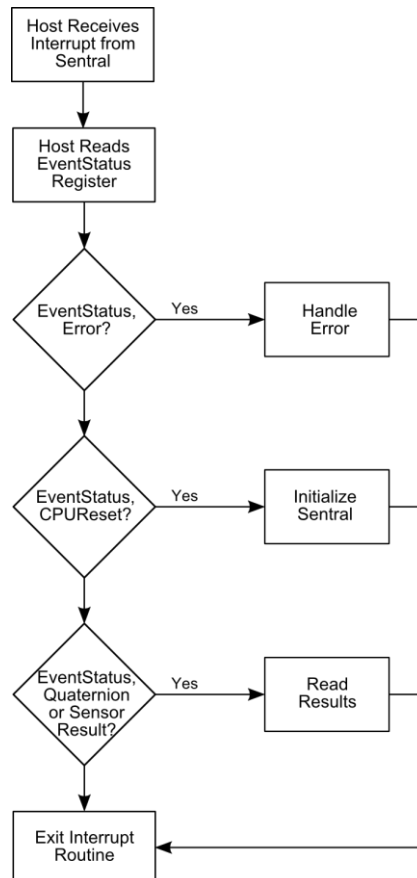 Host Receives
Interrupt from
Sentral
Host Reads
EventStatus
Register
EventStatus,
Error?
Yes
Handle
Error
EventStatus,
CPUReset?
Yes
Initialize
Sentral
EventStatus,
Quaternion
or Sensor
Result?
Yes
Read
Results
Exit Interrupt
Routine